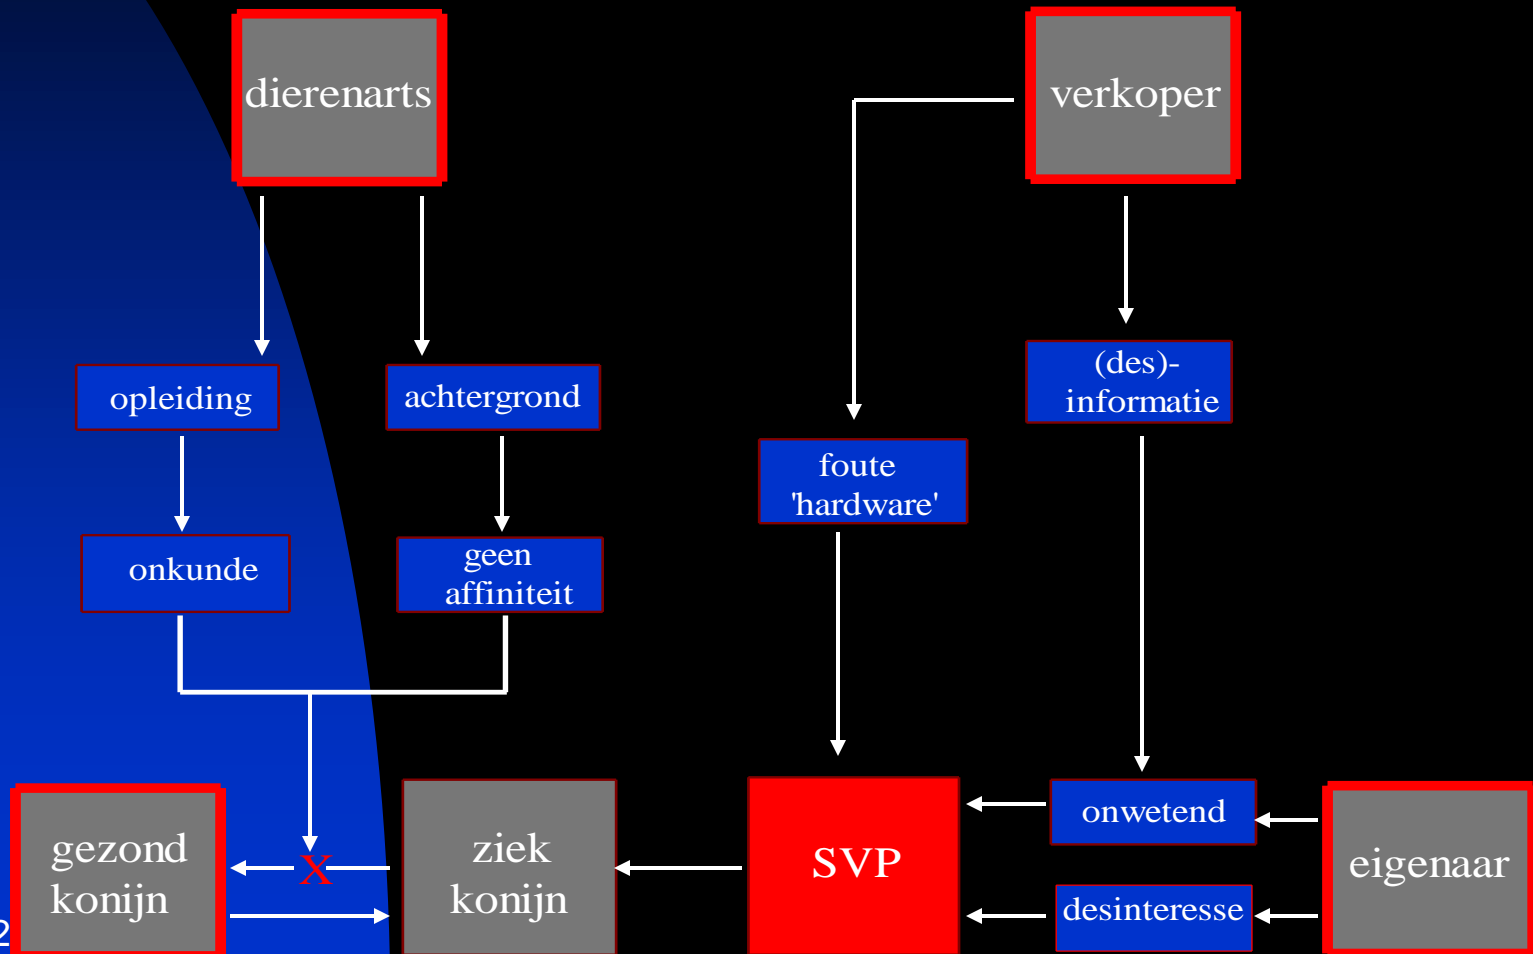 dierenarts
verkoper
opleiding
achtergrond
(des)-
informatie
foute
'hardware'
onkunde
geen
affiniteit
gezond
konijn
X
ziek
konijn
SVP
onwetend
desinteresse
eigenaar
2